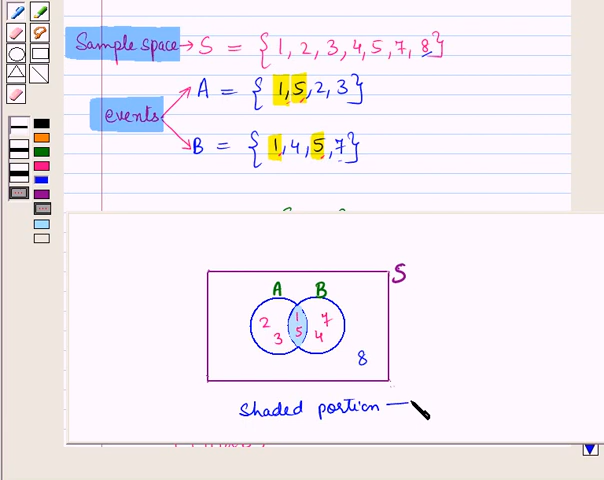 Sample space → S = {1, 2, 3, 4, 5, 7, 8}
A = {1, 5, 2, 3}
events
B = {1, 4, 5, 7}
S
A B
2 1 7
3 5 4
8
shaded portion —